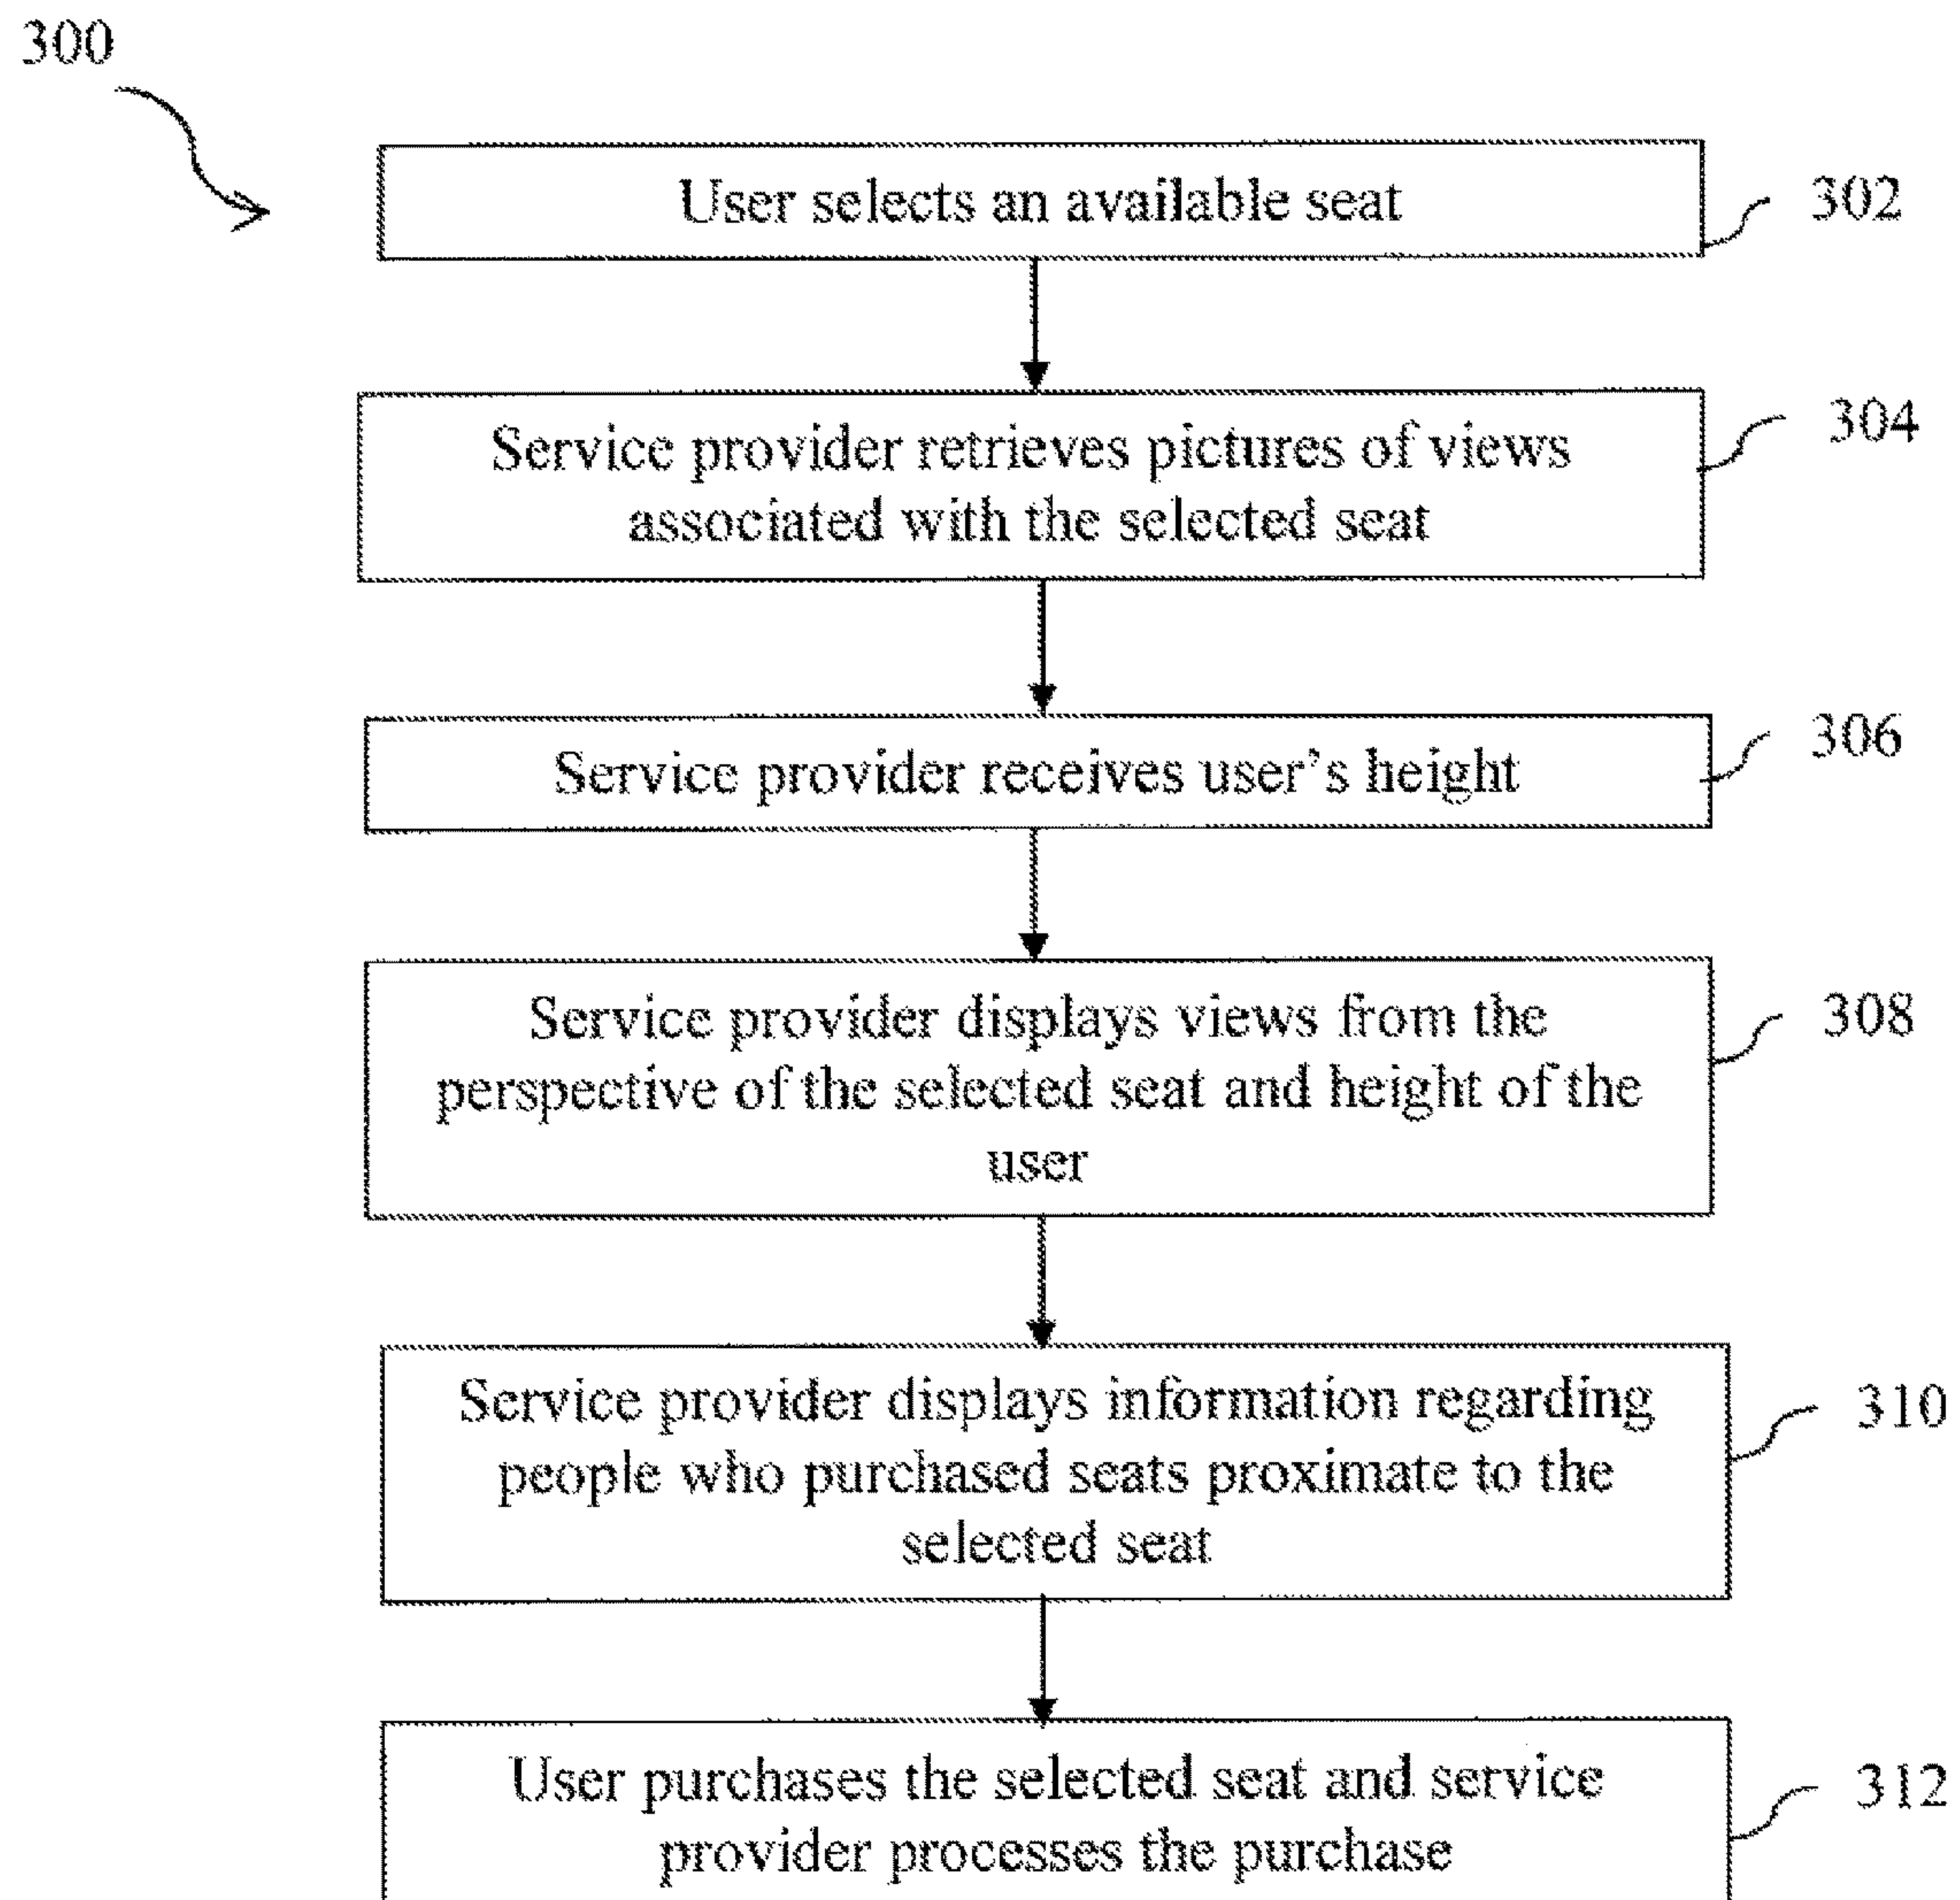 300
User selects an available seat
302
Service provider retrieves pictures of views
associated with the selected seat
304
Service provider receives user's height
306
Service provider displays views from the
perspective of the selected seat and height of the
user
308
Service provider displays information regarding
people who purchased seats proximate to the
selected seat
310
User purchases the selected seat and service
provider processes the purchase
312